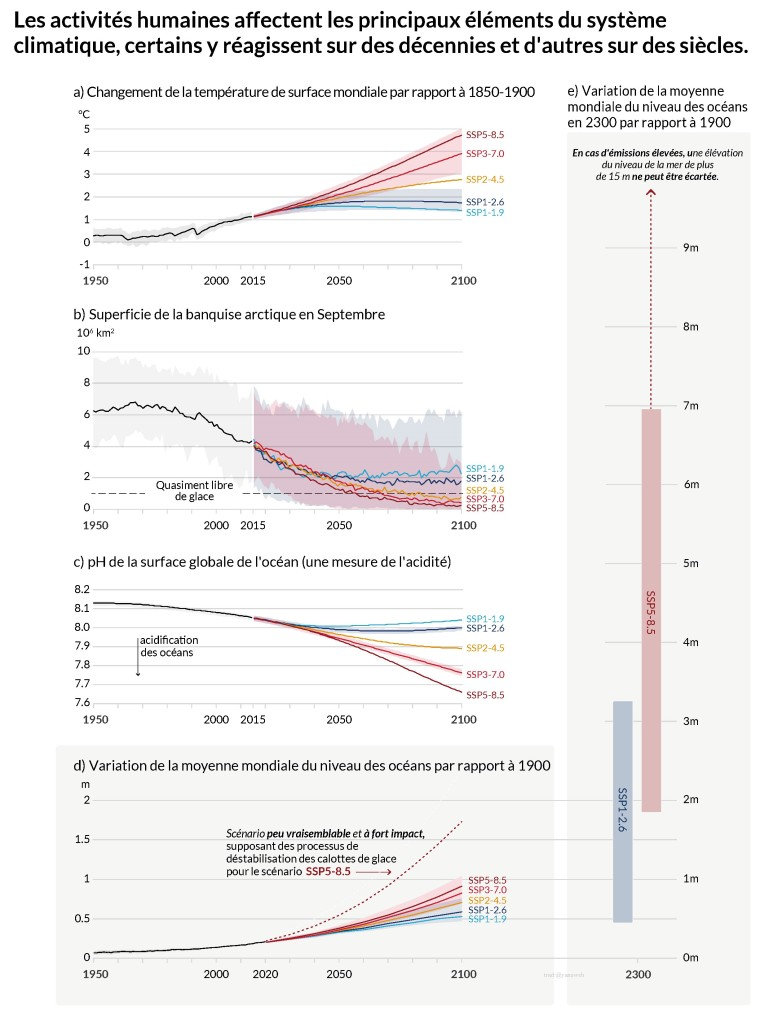 Les activités humaines affectent les principaux éléments du système
climatique, certains y réagissent sur des décennies et d'autres sur des siècles.
a) Changement de la température de surface mondiale par rapport à 1850-1900
°C
5
4
3
2
1
0
-1
1950
2000
2015
2050
2100
SSP5-8.5
SSP3-7.0
SSP2-4.5
SSP1-2.6
SSP1-1.9
b) Superficie de la banquise arctique en Septembre
10⁶ km²
10
8
6
4
2
0
Quasiment libre
de glace
1950
2000
2015
2050
2100
SSP1-1.9
SSP1-2.6
SSP2-4.5
SSP3-7.0
SSP5-8.5
c) pH de la surface globale de l'océan (une mesure de l'acidité)
8.2
8.1
8.0
7.9
7.8
7.7
7.6
acidification
des océans
1950
2000
2015
2050
2100
SSP1-1.9
SSP1-2.6
SSP2-4.5
SSP3-7.0
SSP5-8.5
d) Variation de la moyenne mondiale du niveau des océans par rapport à 1900
m
2
1.5
1
0.5
0
Scénario peu vraisemblable et à fort impact,
supposant des processus de
déstabilisation des calottes de glace
pour le scénario SSP5-8.5
1950
2000
2020
2050
2100
SSP5-8.5
SSP3-7.0
SSP2-4.5
SSP1-2.6
SSP1-1.9
e) Variation de la moyenne
mondiale du niveau des océans
en 2300 par rapport à 1900
En cas d'émissions élevées, une élévation
du niveau de la mer de plus
de 15 m ne peut être écartée.
9m
8m
7m
6m
5m
4m
3m
2m
1m
0m
SSP5-8.5
SSP1-2.6
2300